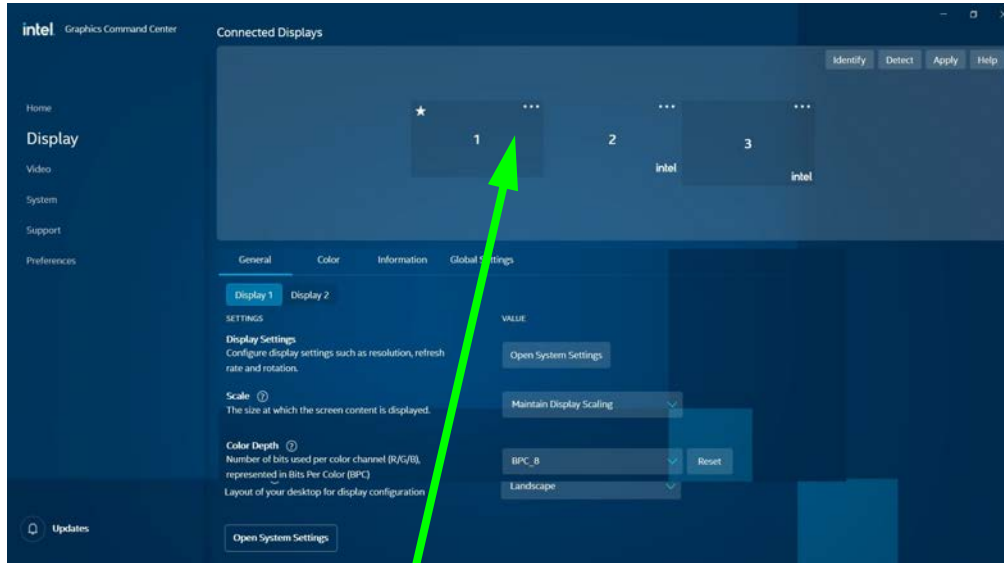 intel. Graphics Command Center
Connected Displays
Identify Detect Apply Help
Home
Display
Video
System
Support
Preferences
1
2
intel
3
intel
General Color Information Global Settings
Display 1 Display 2
SETTINGS VALUE
Display Settings
Configure display settings such as resolution, refresh
rate and rotation.
Open System Settings
Scale ?
The size at which the screen content is displayed.
Maintain Display Scaling
Color Depth ?
Number of bits used per color channel (R/G/B),
represented in Bits Per Color (BPC)
BPC_8 Reset
Layout of your desktop for display configuration
Landscape
Updates
Open System Settings